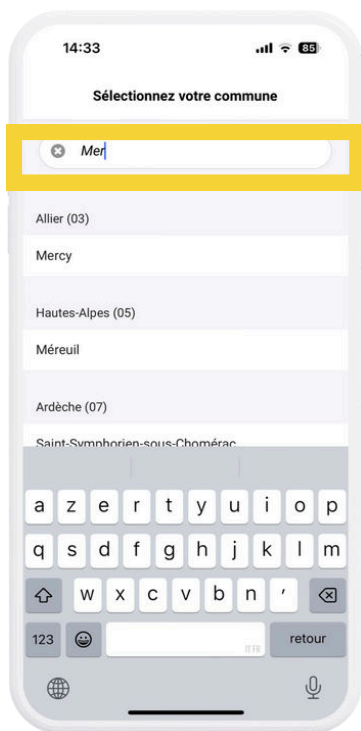 14:33 85
Sélectionnez votre commune
Mer
Allier (03)
Mercy
Hautes-Alpes (05)
Méreuil
Ardèche (07)
Saint-Symphorien-sous-Chomérac
a z e r t y u i o p
q s d f g h j k l m
w x c v b n ’
123 retour